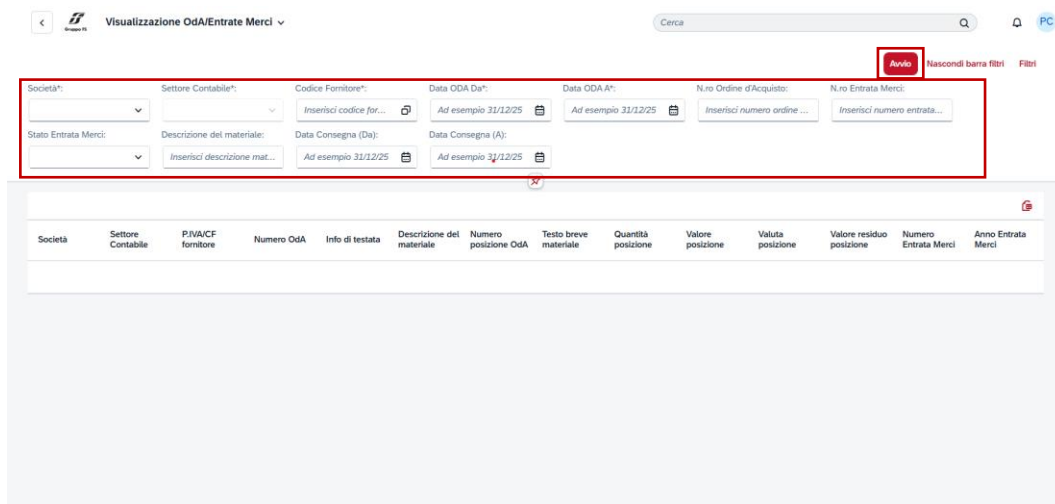 Gruppo FS
Visualizzazione OdA/Entrate Merci
Cerca
PC
Avvio Nascondi barra filtri Filtri
Società*: Settore Contabile*: Codice Fornitore*: Data ODA Da*: Data ODA A*: N.ro Ordine d'Acquisto: N.ro Entrata Merci:
Inserisci codice for... Ad esempio 31/12/25 Ad esempio 31/12/25 Inserisci numero ordine ... Inserisci numero entrata...
Stato Entrata Merci: Descrizione del materiale: Data Consegna (Da): Data Consegna (A):
Inserisci descrizione mat... Ad esempio 31/12/25 Ad esempio 31/12/25
Società Settore Contabile P.IVA/CF fornitore Numero OdA Info di testata Descrizione del materiale Numero posizione OdA Testo breve materiale Quantità posizione Valore posizione Valuta posizione Valore residuo posizione Numero Entrata Merci Anno Entrata Merci